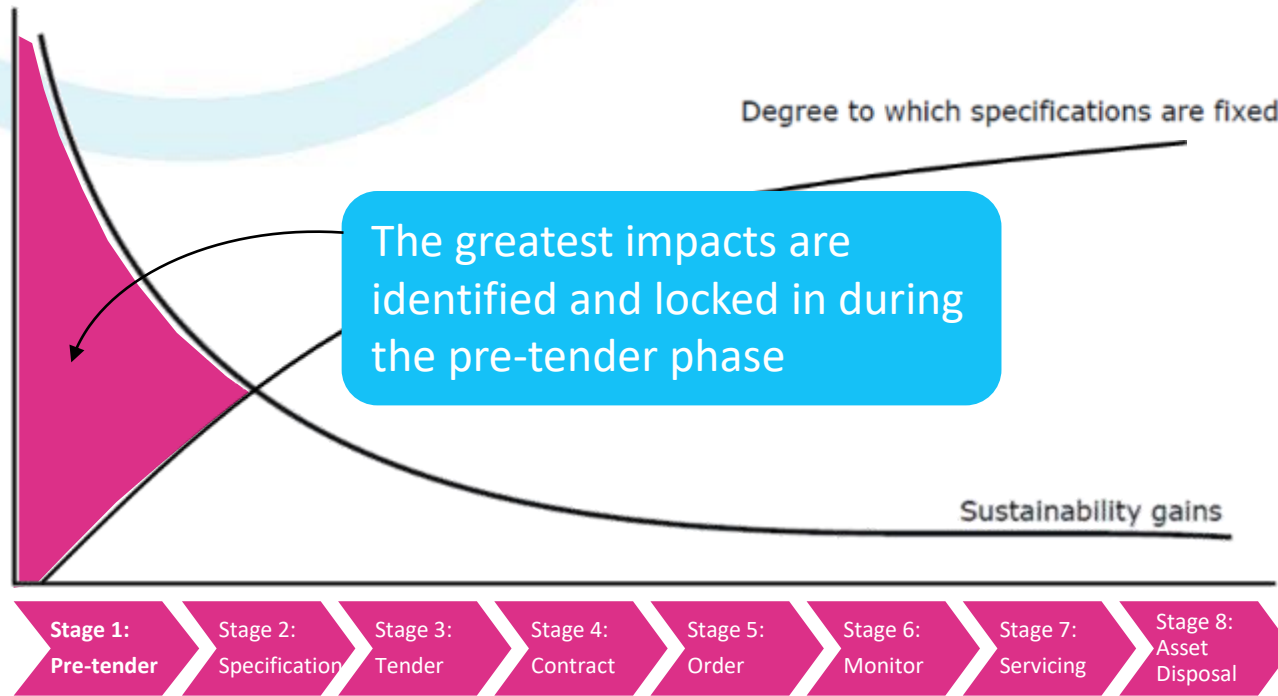 Degree to which specifications are fixed
The greatest impacts are
identified and locked in during
the pre-tender phase
Sustainability gains
Stage 1:
Pre-tender
Stage 2:
Specification
Stage 3:
Tender
Stage 4:
Contract
Stage 5:
Order
Stage 6:
Monitor
Stage 7:
Servicing
Stage 8:
Asset
Disposal